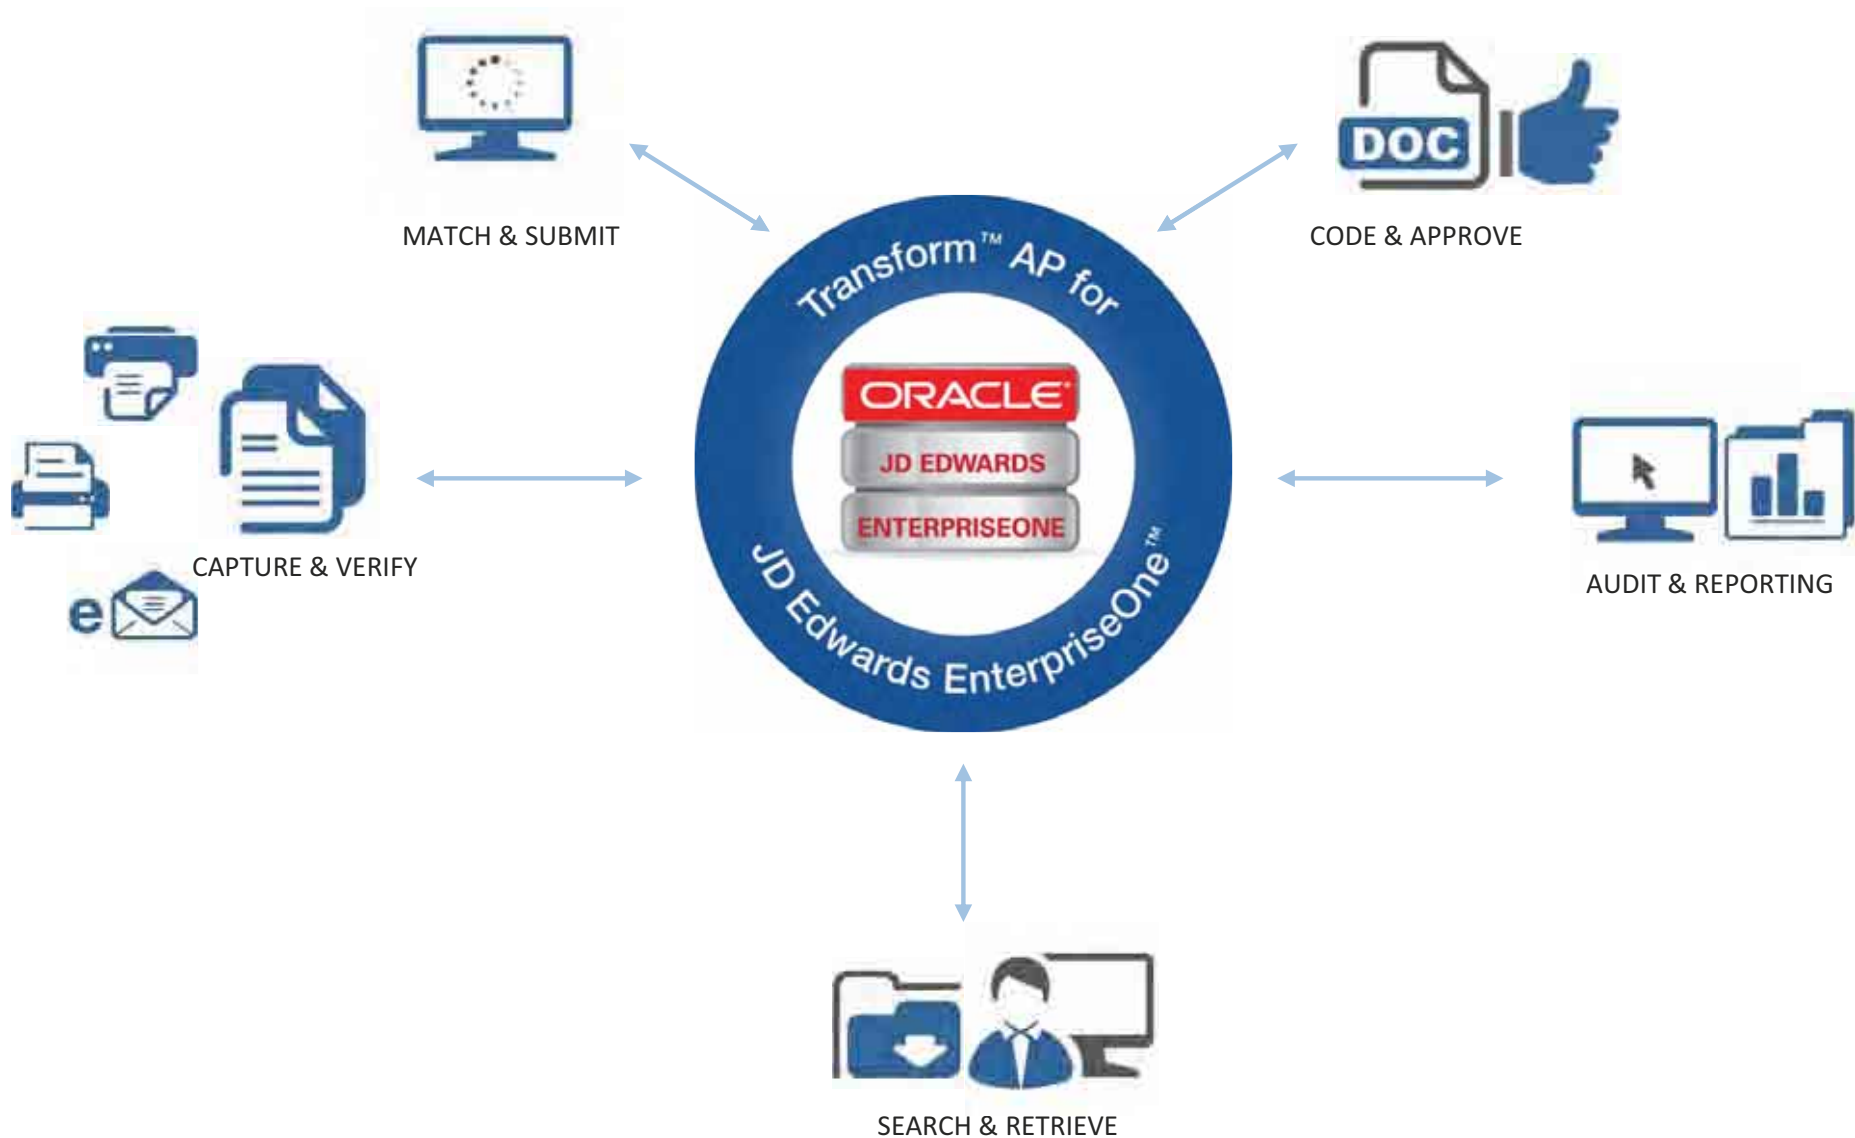 MATCH & SUBMIT
DOC
CODE & APPROVE
Transform™ AP for
JD Edwards EnterpriseOne™
ORACLE®
JD EDWARDS
ENTERPRISEONE
e
CAPTURE & VERIFY
AUDIT & REPORTING
SEARCH & RETRIEVE